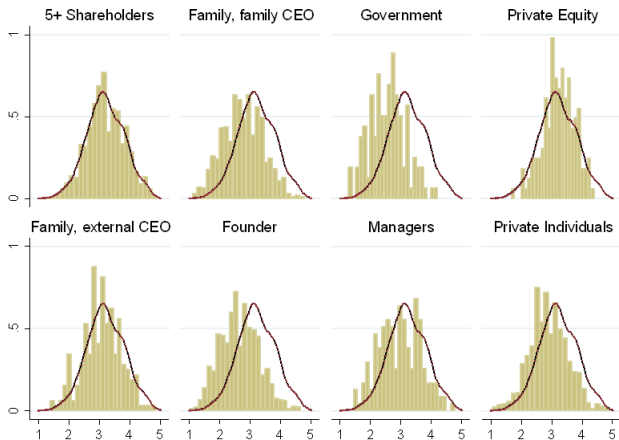 5+ Shareholders
Family, family CEO
Government
Private Equity
1
.5
0
Family, external CEO
Founder
Managers
Private Individuals
1
.5
0
1 2 3 4 5
1 2 3 4 5
1 2 3 4 5
1 2 3 4 5